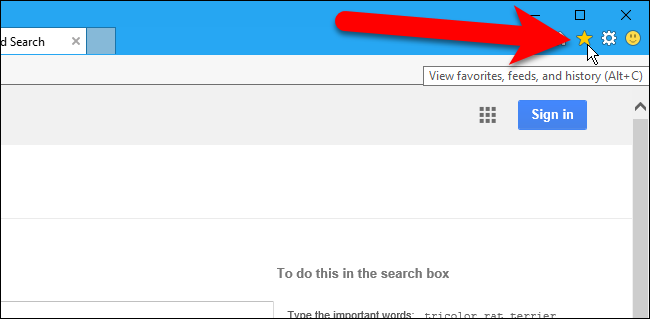 d Search
View favorites, feeds, and history (Alt+C)
Sign in
To do this in the search box
Type the important words: tricolor rat terrier